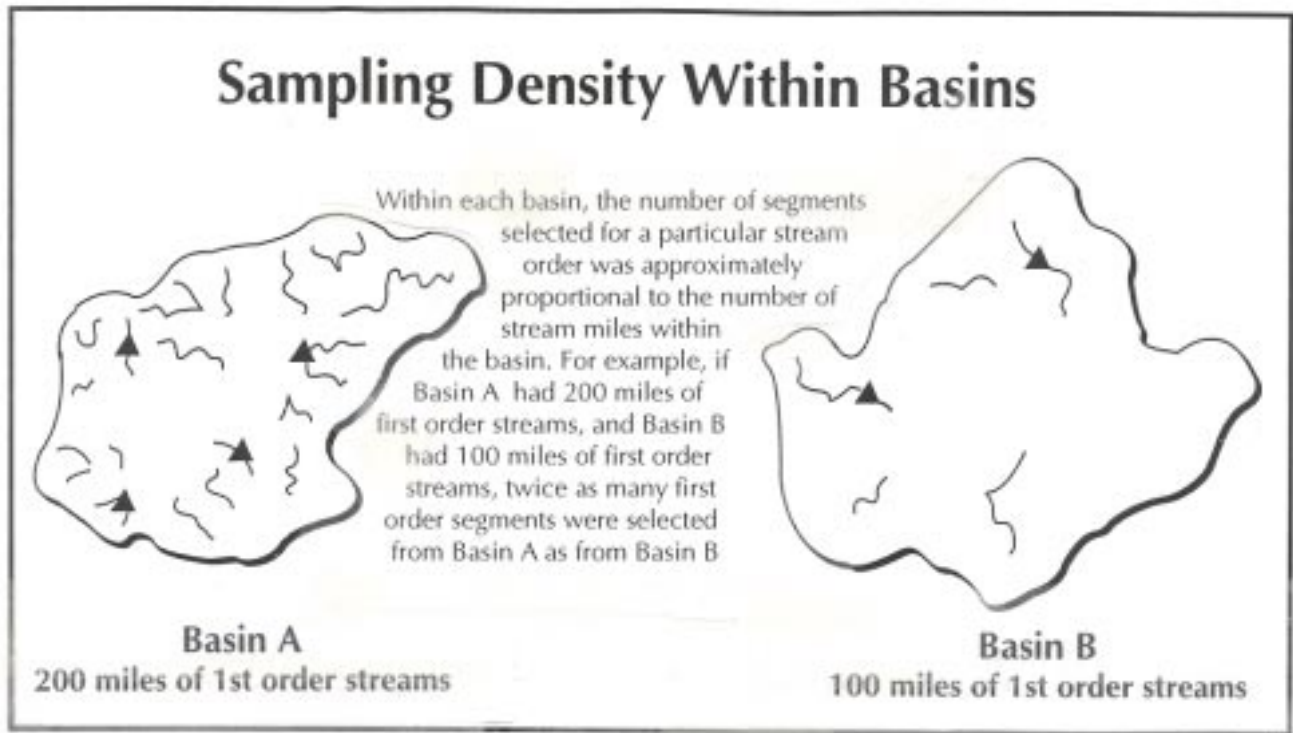 Sampling Density Within Basins
Within each basin, the number of segments
selected for a particular stream
order was approximately
proportional to the number of
stream miles within
the basin. For example, if
Basin A had 200 miles of
first order streams, and Basin B
had 100 miles of first order
streams, twice as many first
order segments were selected
from Basin A as from Basin B
Basin A
200 miles of 1st order streams
Basin B
100 miles of 1st order streams